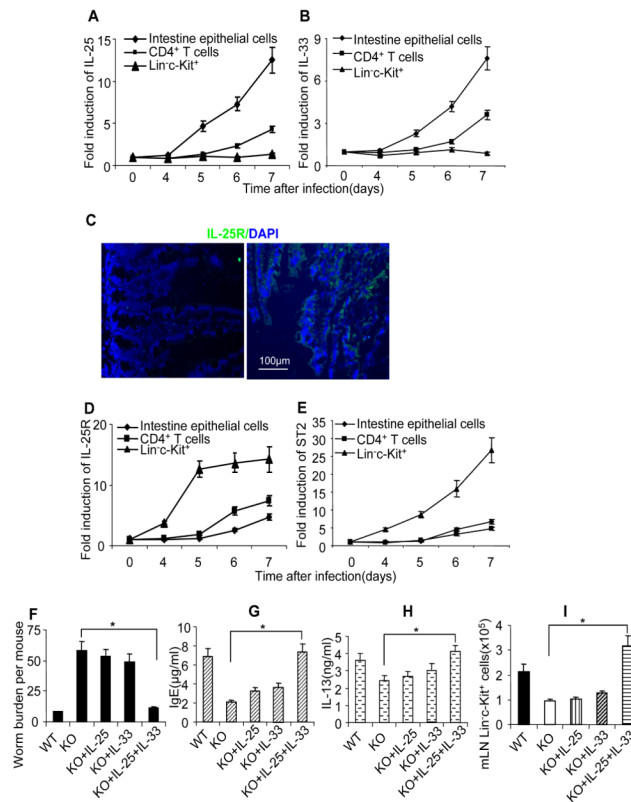 A
Fold induction of IL-25
15
10
5
0
Intestine epithelial cells
CD4+ T cells
Lin-c-Kit+
0 4 5 6 7
B
Fold induction of IL-33
9
6
3
0
Intestine epithelial cells
CD4+ T cells
Lin-c-Kit+
0 4 5 6 7
Time after infection(days)
C
IL-25R/DAPI
100μm
D
Fold induction of IL-25R
20
10
0
Intestine epithelial cells
CD4+ T cells
Lin-c-Kit+
0 4 5 6 7
E
Fold induction of ST2
35
30
25
20
15
10
5
0
Intestine epithelial cells
CD4+ T cells
Lin-c-Kit+
0 4 5 6 7
Time after infection(days)
F
Worm burden per mouse
75
50
25
0
*
WT
KO
KO+IL-25
KO+IL-33
KO+IL-25+IL-33
G
IgE(μg/ml)
8
6
4
2
0
*
WT
KO
KO+IL-25
KO+IL-33
KO+IL-25+IL-33
H
IL-13(ng/ml)
5
4
3
2
1
0
*
WT
KO
KO+IL-25
KO+IL-33
KO+IL-25+IL-33
I
mLN Lin-c-Kit+ cells(x10⁵)
4
3
2
1
0
*
WT
KO
KO+IL-25
KO+IL-33
KO+IL-25+IL-33